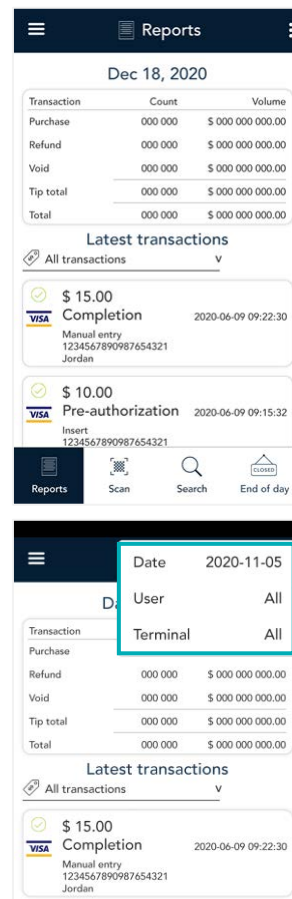 Reports
Dec 18, 2020
Transaction Count Volume
Purchase 000 000 $ 000 000 000.00
Refund 000 000 $ 000 000 000.00
Void 000 000 $ 000 000 000.00
Tip total 000 000 $ 000 000 000.00
Total 000 000 $ 000 000 000.00
Latest transactions
All transactions v
$ 15.00
VISA Completion 2020-06-09 09:22:30
Manual entry
1234567890987654321
Jordan
$ 10.00
VISA Pre-authorization 2020-06-09 09:15:32
Insert
1234567890987654321
Reports Scan Search CLOSED End of day
Date 2020-11-05
User All
Terminal All
Transaction
Purchase
Refund 000 000 $ 000 000 000.00
Void 000 000 $ 000 000 000.00
Tip total 000 000 $ 000 000 000.00
Total 000 000 $ 000 000 000.00
Latest transactions
All transactions v
$ 15.00
VISA Completion 2020-06-09 09:22:30
Manual entry
1234567890987654321
Jordan